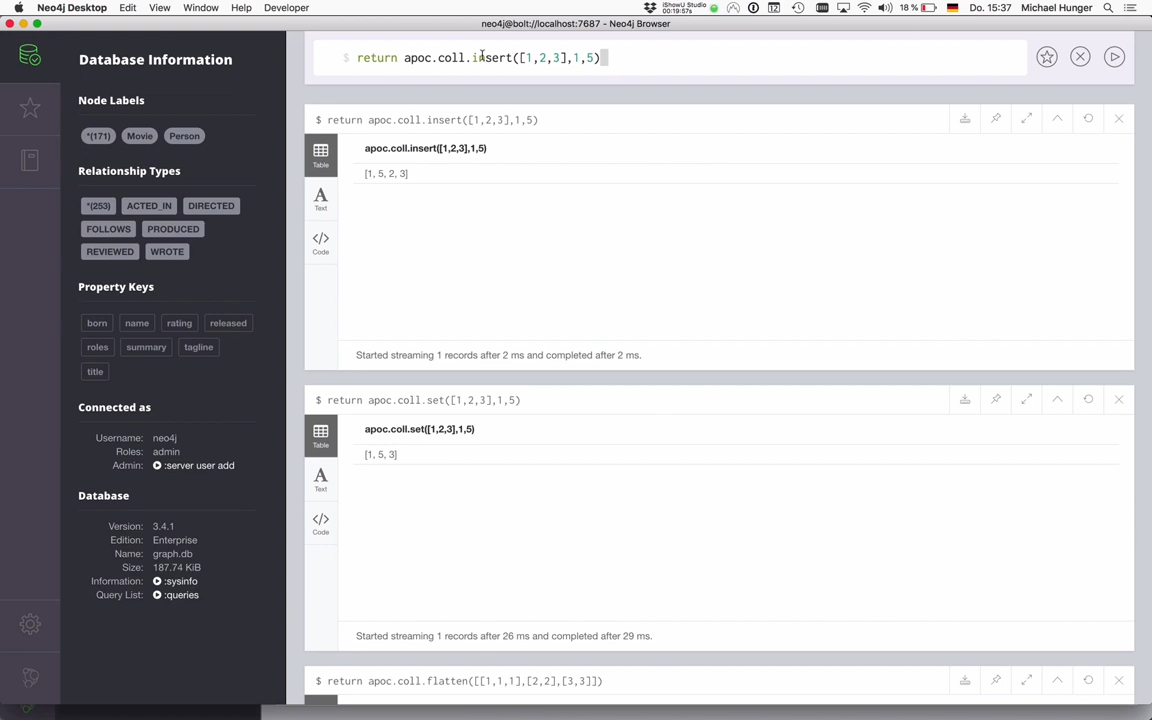 Neo4j Desktop Edit View Window Help Developer
iShowU Studio
00:19:57s
12
18 %
Do. 15:37 Michael Hunger
neo4j@bolt://localhost:7687 - Neo4j Browser
Database Information
Node Labels
*(171) Movie Person
Relationship Types
*(253) ACTED_IN DIRECTED
FOLLOWS PRODUCED
REVIEWED WROTE
Property Keys
born name rating released
roles summary tagline
title
Connected as
Username: neo4j
Roles: admin
Admin: :server user add
Database
Version: 3.4.1
Edition: Enterprise
Name: graph.db
Size: 187.74 KiB
Information: :sysinfo
Query List: :queries
$ return apoc.coll.insert([1,2,3],1,5)
$ return apoc.coll.insert([1,2,3],1,5)
Table
Text
Code
apoc.coll.insert([1,2,3],1,5)
[1, 5, 2, 3]
Started streaming 1 records after 2 ms and completed after 2 ms.
$ return apoc.coll.set([1,2,3],1,5)
Table
Text
Code
apoc.coll.set([1,2,3],1,5)
[1, 5, 3]
Started streaming 1 records after 26 ms and completed after 29 ms.
$ return apoc.coll.flatten([[1,1,1],[2,2],[3,3]])